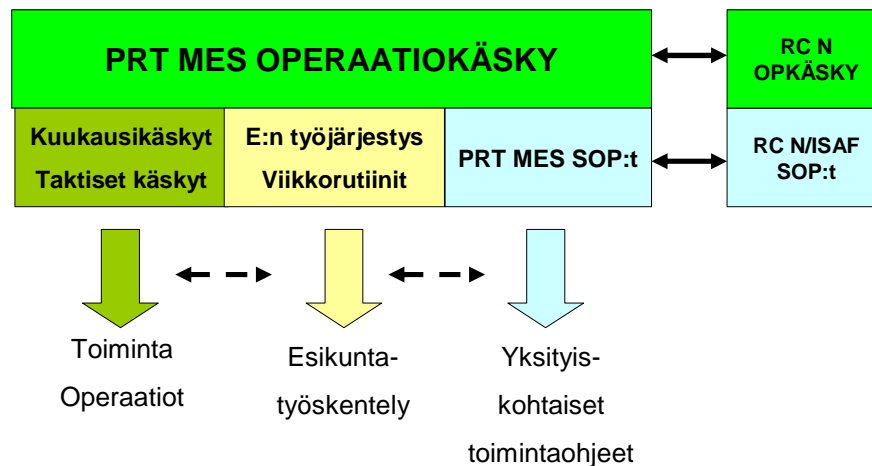 PRT MES OPERAATIOKÄSKY
RC N
OPKÄSKY
Kuukausikäskyt
Taktiset käskyt
E:n työjärjestys
Viikkorutiinit
PRT MES SOP:t
RC N/ISAF
SOP:t
Toiminta
Operaatiot
Esikunta-
työskentely
Yksityis-
kohtaiset
toimintaohjeet